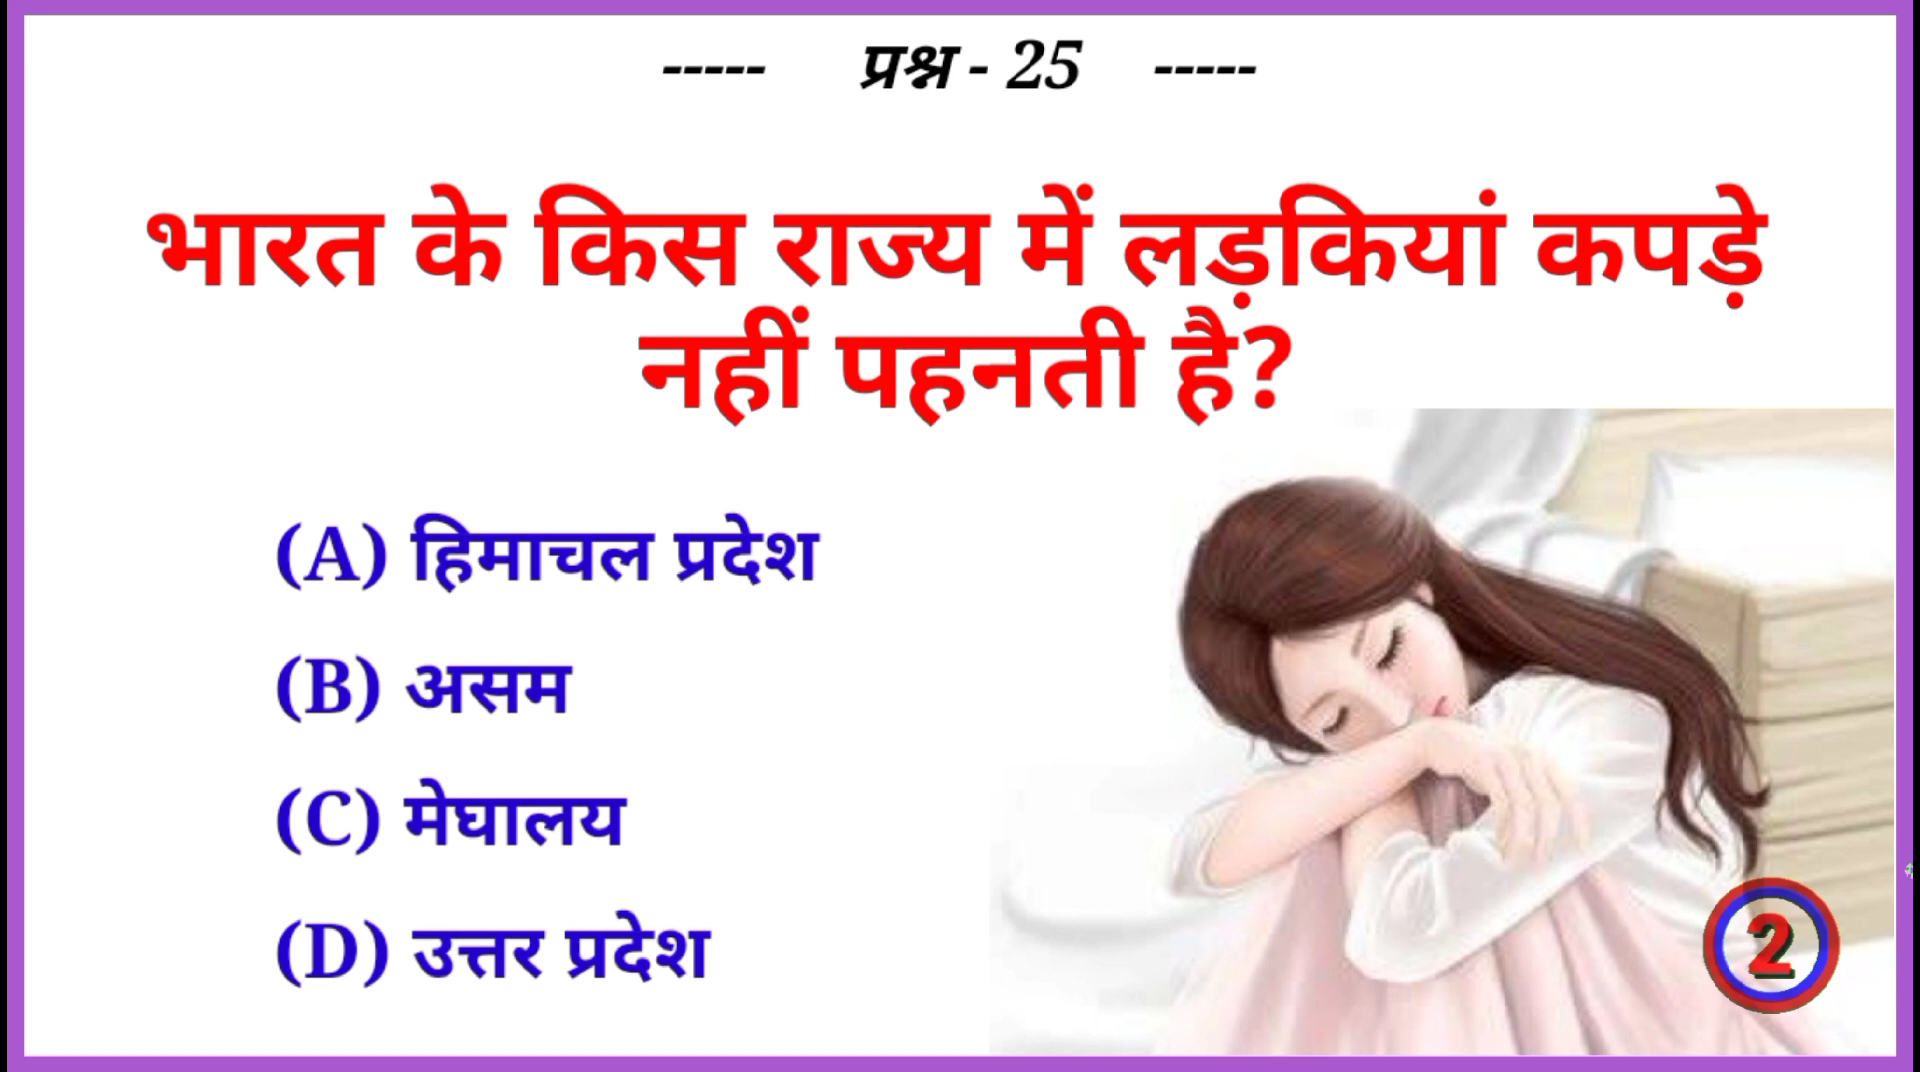 ----- प्रश्न - 25 -----
भारत के किस राज्य में लड़कियां कपड़े
नहीं पहनती है?
(A) हिमाचल प्रदेश
(B) असम
(C) मेघालय
(D) उत्तर प्रदेश
2